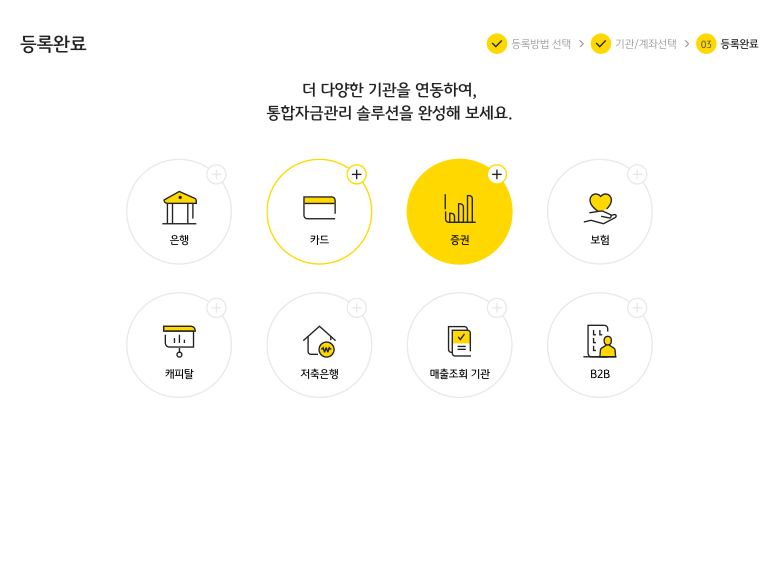 등록완료
등록방법 선택 > 기관/계좌선택 > 03 등록완료
더 다양한 기관을 연동하여,
통합자금관리 솔루션을 완성해 보세요.
은행
카드
증권
보험
캐피탈
저축은행
매출조회 기관
B2B